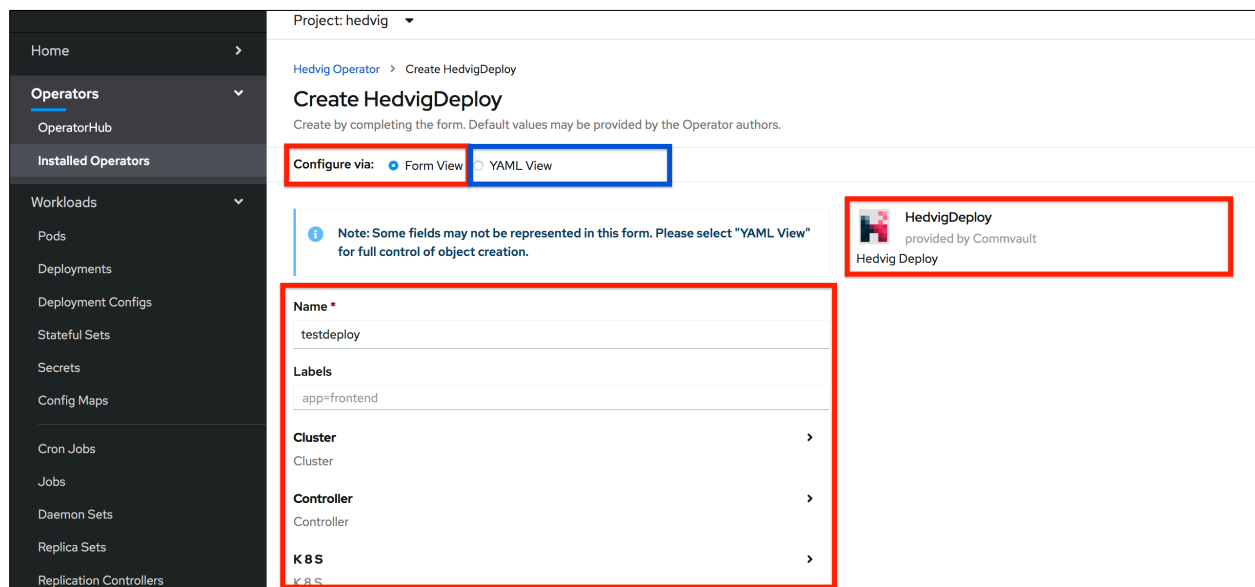 Project: hedvig
Home
Operators
OperatorHub
Installed Operators
Workloads
Pods
Deployments
Deployment Configs
Stateful Sets
Secrets
Config Maps
Cron Jobs
Jobs
Daemon Sets
Replica Sets
Replication Controllers
Hedvig Operator > Create HedvigDeploy
Create HedvigDeploy
Create by completing the form. Default values may be provided by the Operator authors.
Configure via: Form View YAML View
Note: Some fields may not be represented in this form. Please select "YAML View"
for full control of object creation.
Name *
testdeploy
Labels
app=frontend
Cluster
Cluster
Controller
Controller
K8S
K8S
HedvigDeploy
provided by Commvault
Hedvig Deploy